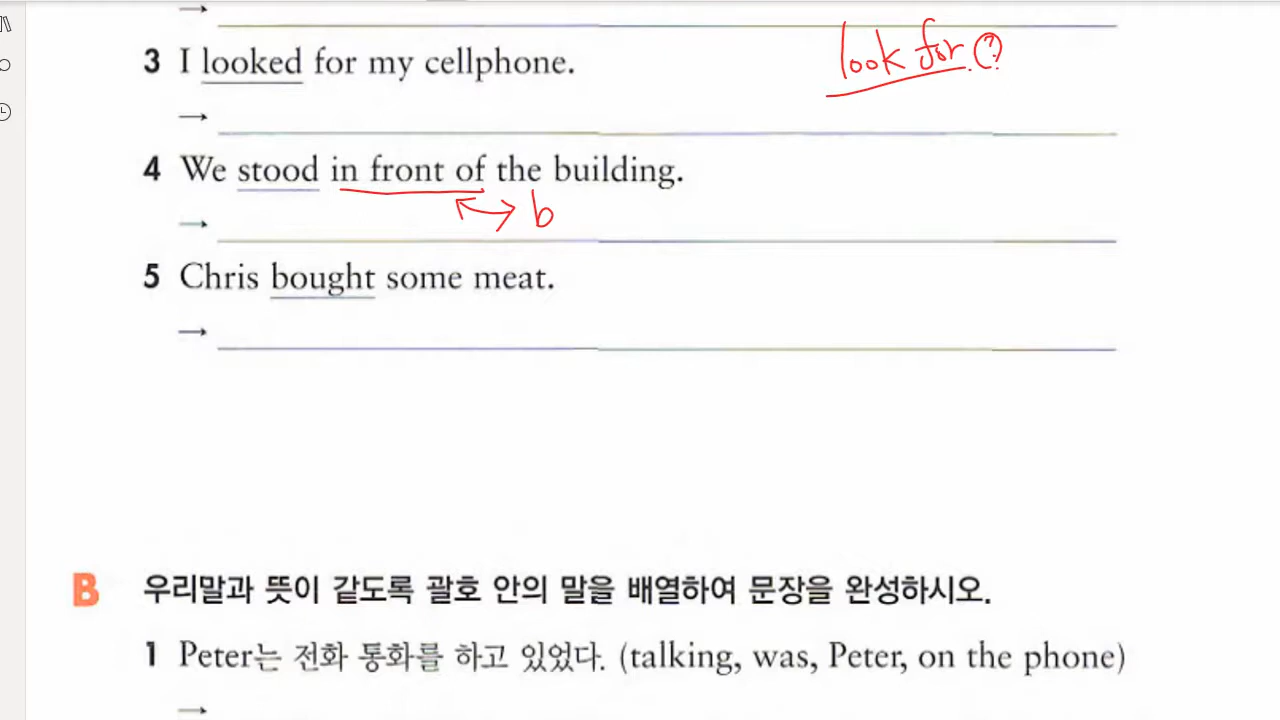 →
3 I looked for my cellphone.
look for (?)
→
4 We stood in front of the building.
b
→
5 Chris bought some meat.
→
B 우리말과 뜻이 같도록 괄호 안의 말을 배열하여 문장을 완성하시오.
1 Peter는 전화 통화를 하고 있었다. (talking, was, Peter, on the phone)
→